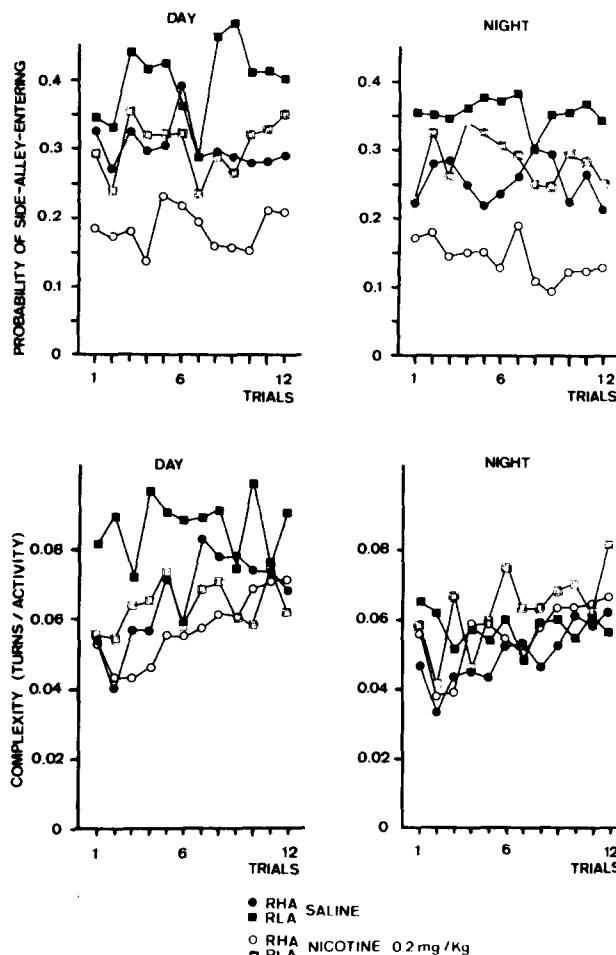 DAY
NIGHT
PROBABILITY OF SIDE-ALLEY-ENTERING
0.4
0.3
0.2
0.1
0
1
6
12
TRIALS
0.4
0.3
0.2
0.1
0
1
6
12
TRIALS
DAY
NIGHT
COMPLEXITY (TURNS / ACTIVITY)
0.08
0.06
0.04
0.02
0
1
6
12
TRIALS
0.08
0.06
0.04
0.02
0
1
6
12
TRIALS
RHA
RLA
SALINE
RHA
RLA
NICOTINE 0.2 mg/Kg